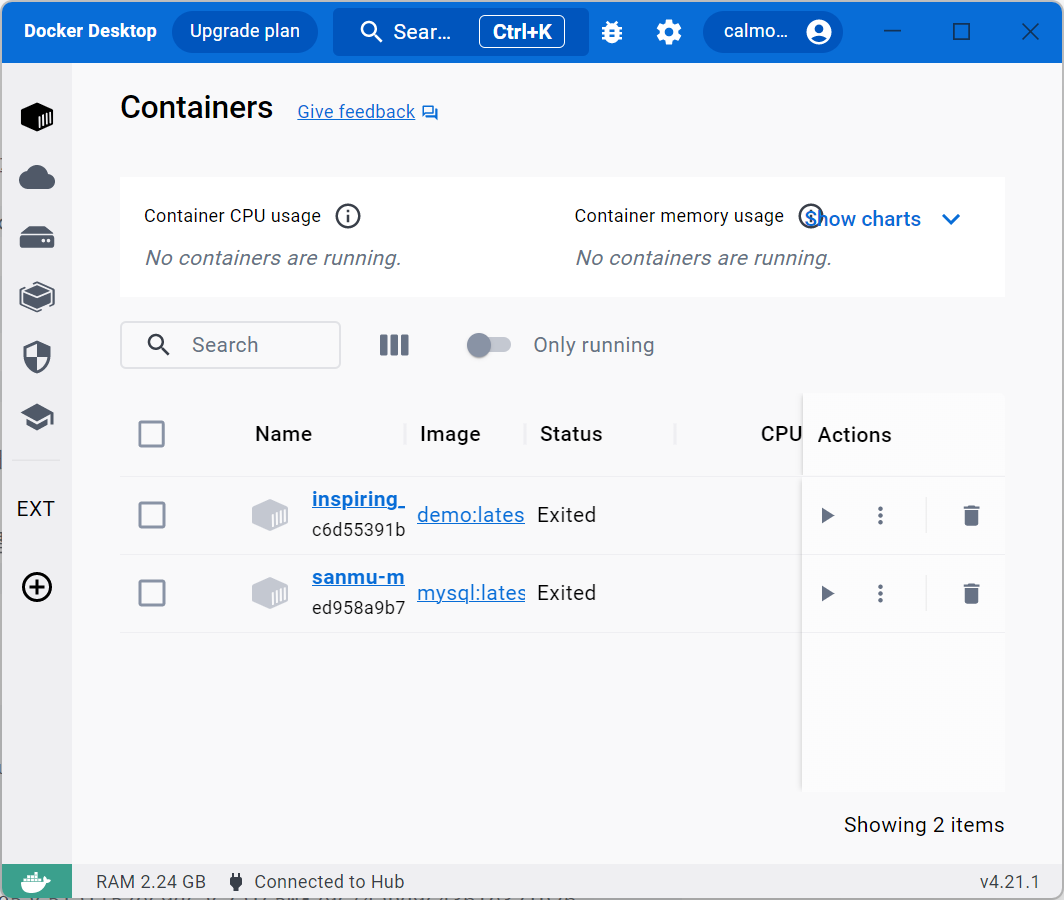 Docker Desktop Upgrade plan Sear... Ctrl+K calmo...
Containers Give feedback
Container CPU usage Container memory usage Show charts
No containers are running. No containers are running.
Search Only running
Name Image Status CPU Actions
inspiring_ demo:lates Exited
c6d55391b
sanmu-m mysql:lates Exited
ed958a9b7
EXT
Showing 2 items
RAM 2.24 GB Connected to Hub v4.21.1